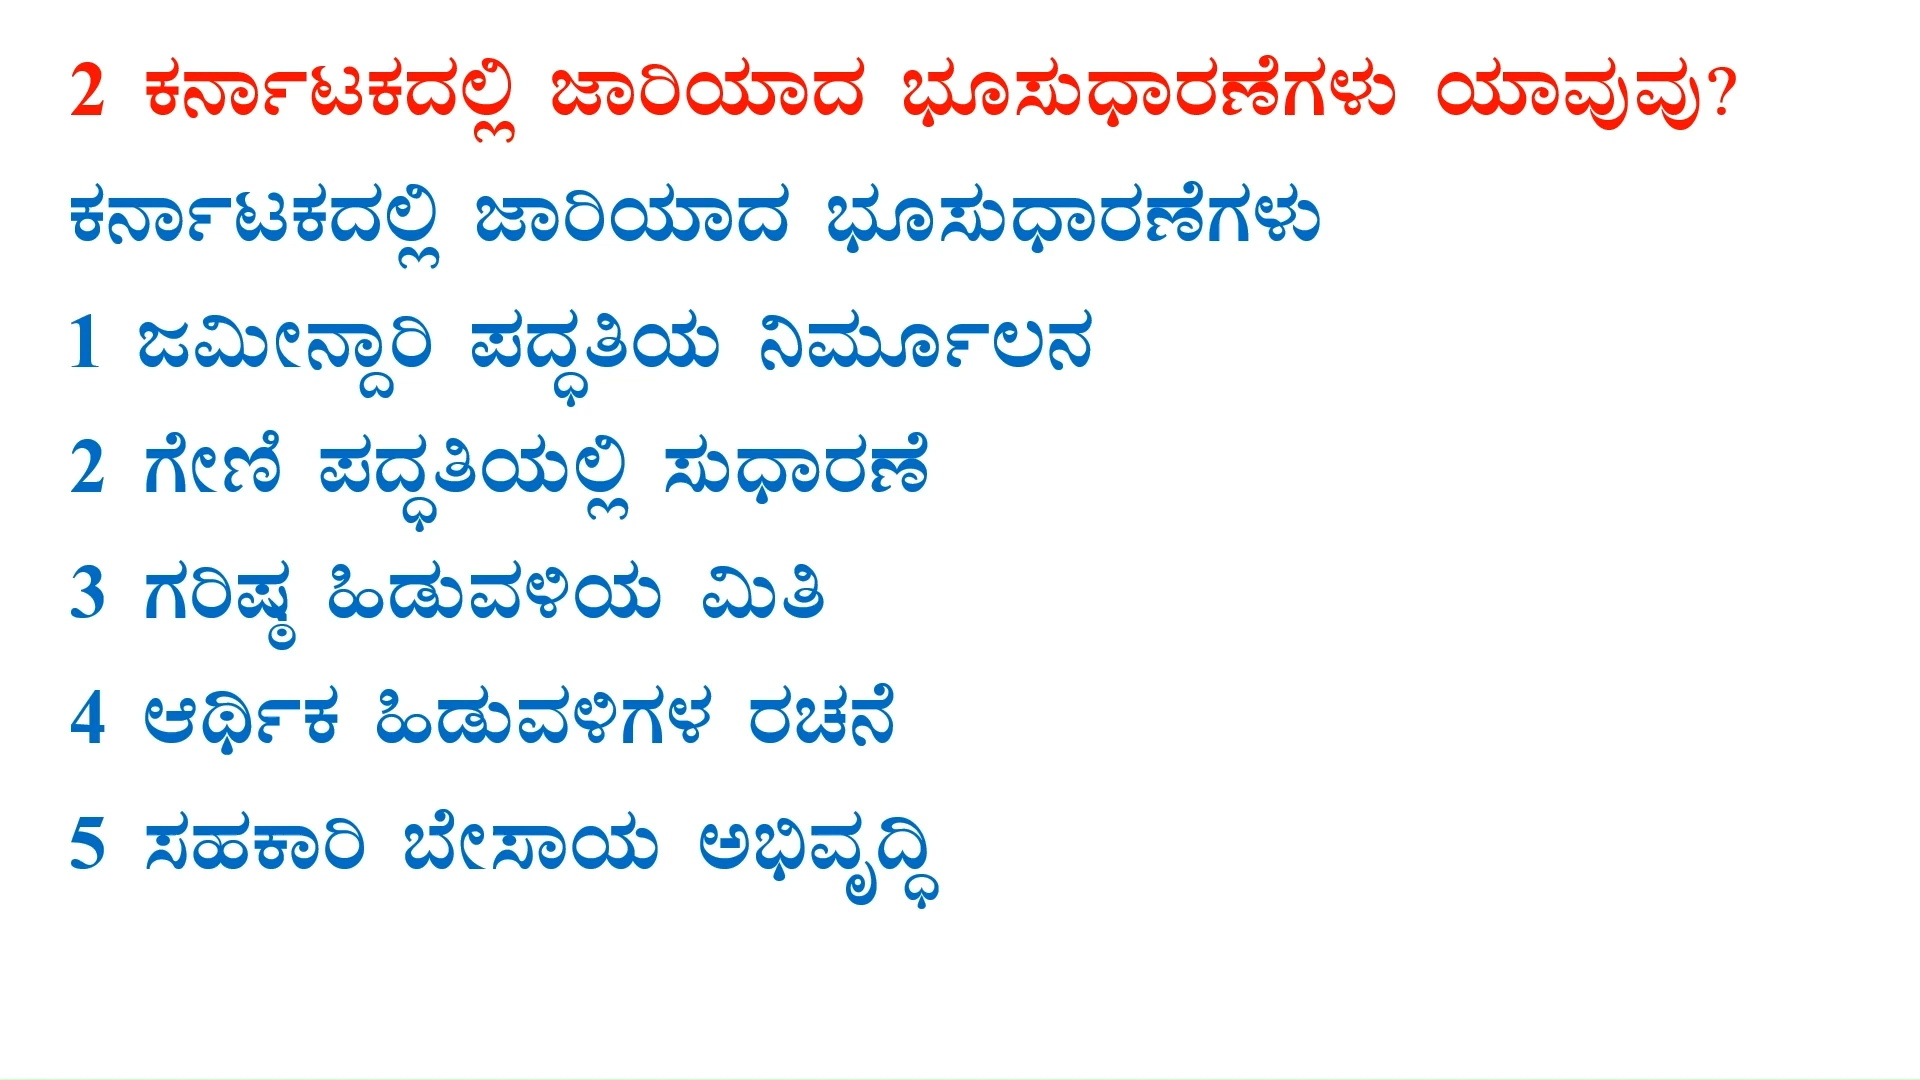 2 ಕರ್ನಾಟಕದಲ್ಲಿ ಜಾರಿಯಾದ ಭೂಸುಧಾರಣೆಗಳು ಯಾವುವು?
ಕರ್ನಾಟಕದಲ್ಲಿ ಜಾರಿಯಾದ ಭೂಸುಧಾರಣೆಗಳು
1 ಜಮೀನ್ದಾರಿ ಪದ್ಧತಿಯ ನಿರ್ಮೂಲನ
2 ಗೇಣಿ ಪದ್ಧತಿಯಲ್ಲಿ ಸುಧಾರಣೆ
3 ಗರಿಷ್ಠ ಹಿಡುವಳಿಯ ಮಿತಿ
4 ಆರ್ಥಿಕ ಹಿಡುವಳಿಗಳ ರಚನೆ
5 ಸಹಕಾರಿ ಬೇಸಾಯ ಅಭಿವೃದ್ಧಿ